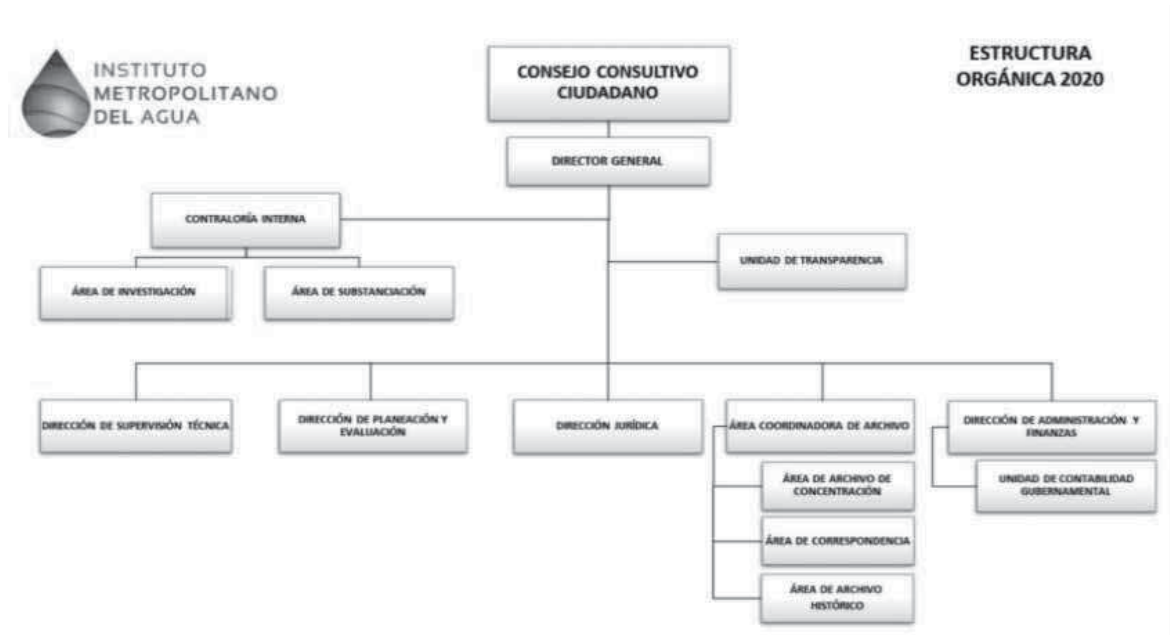 INSTITUTO
METROPOLITANO
DEL AGUA
ESTRUCTURA
ORGÁNICA 2020
CONSEJO CONSULTIVO
CIUDADANO
DIRECTOR GENERAL
CONTRALORÍA INTERNA
UNIDAD DE TRANSPARENCIA
ÁREA DE INVESTIGACIÓN
ÁREA DE SUBSTANCIACIÓN
DIRECCIÓN DE SUPERVISIÓN TÉCNICA
DIRECCIÓN DE PLANEACIÓN Y
EVALUACIÓN
DIRECCIÓN JURÍDICA
ÁREA COORDINADORA DE ARCHIVO
DIRECCIÓN DE ADMINISTRACIÓN Y
FINANZAS
ÁREA DE ARCHIVO DE
CONCENTRACIÓN
UNIDAD DE CONTABILIDAD
GUBERNAMENTAL
ÁREA DE CORRESPONDENCIA
ÁREA DE ARCHIVO
HISTÓRICO